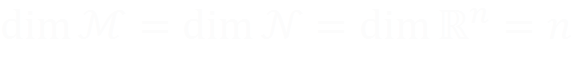 dim ℳ = dim 𝒩 = dim ℝⁿ = n